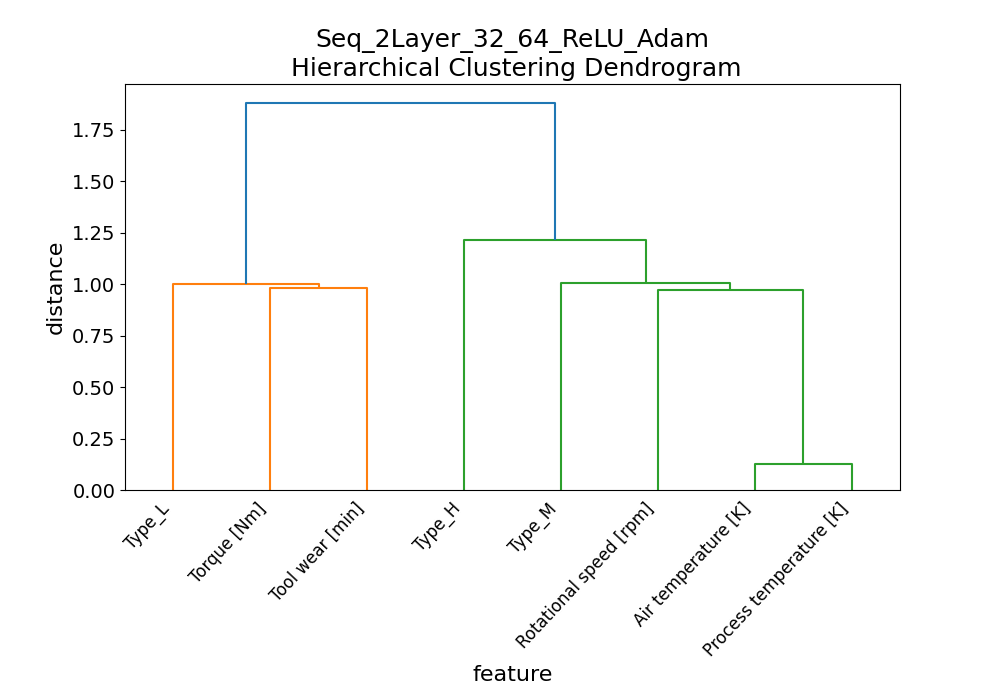 Seq_2Layer_32_64_ReLU_Adam
Hierarchical Clustering Dendrogram
distance
1.75
1.50
1.25
1.00
0.75
0.50
0.25
0.00
Type_L
Torque [Nm]
Tool wear [min]
Type_H
Type_M
Rotational speed [rpm]
Air temperature [K]
Process temperature [K]
feature